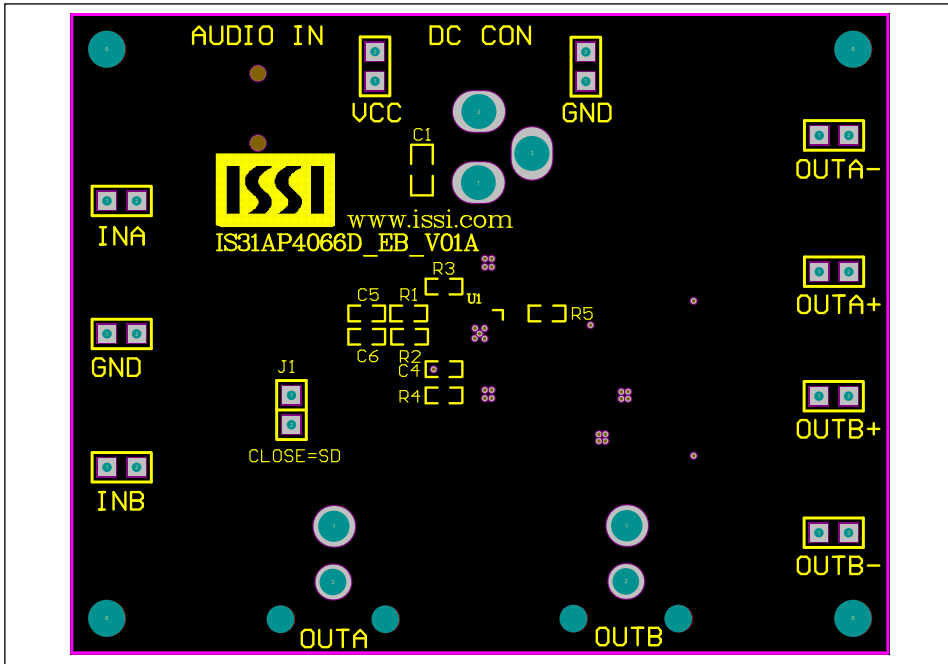 AUDIO IN
DC CON
VCC
GND
C1
OUTA-
ISSI
www.issi.com
IS31AP4066D_EB_V01A
INA
R3
U1
OUTA+
C5
R1
R5
C6
R2
GND
C4
J1
R4
OUTB+
CLOSE=SD
INB
OUTB-
OUTA
OUTB